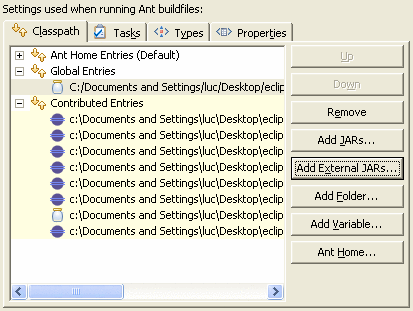 Settings used when running Ant buildfiles:
Classpath Tasks Types Properties
Ant Home Entries (Default)
Global Entries
C:/Documents and Settings/luc/Desktop/eclip
Contributed Entries
c:\Documents and Settings\luc\Desktop\eclip
c:\Documents and Settings\luc\Desktop\eclip
c:\Documents and Settings\luc\Desktop\eclip
c:\Documents and Settings\luc\Desktop\eclip
c:\Documents and Settings\luc\Desktop\eclip
c:\Documents and Settings\luc\Desktop\eclip
c:\Documents and Settings\luc\Desktop\eclip
c:\Documents and Settings\luc\Desktop\eclip
Up
Down
Remove
Add JARs...
Add External JARs...
Add Folder...
Add Variable...
Ant Home...